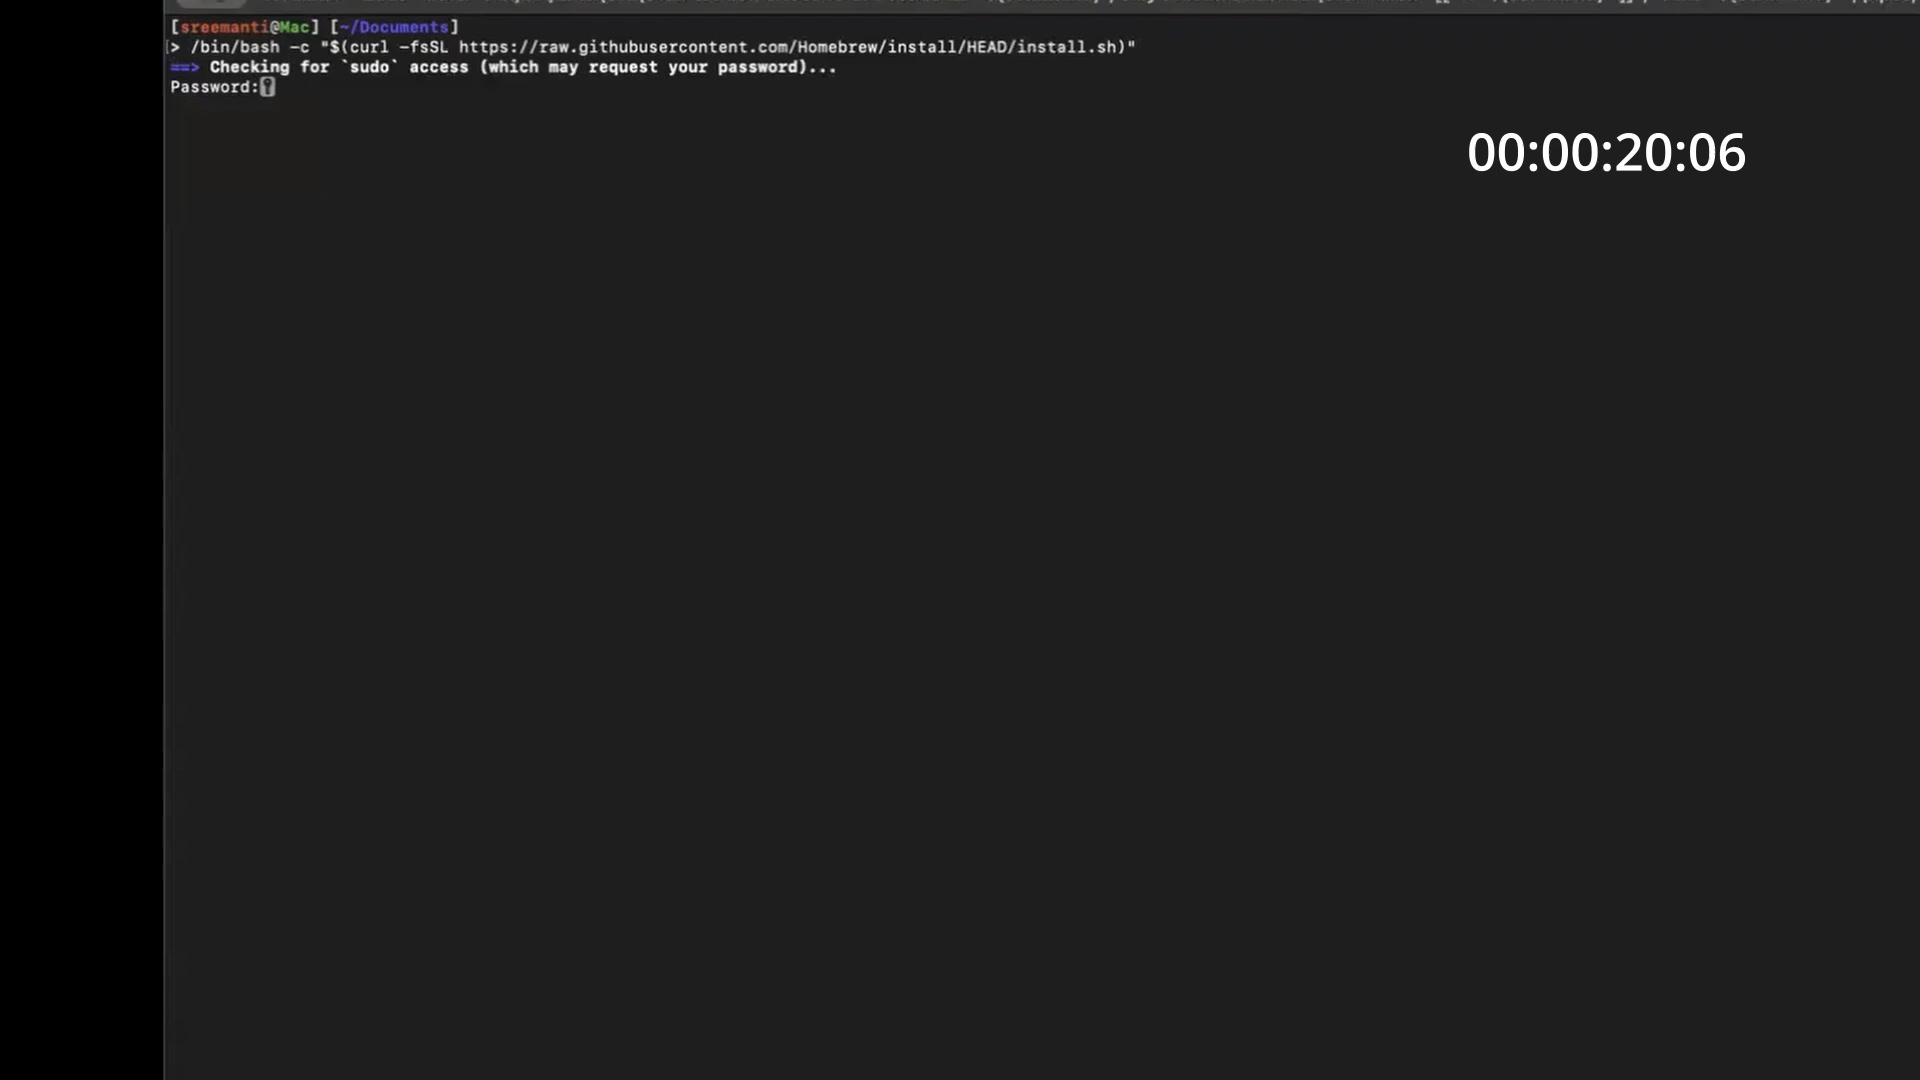 [sreemanti@Mac] [~/Documents]
[> /bin/bash -c "$(curl -fsSL https://raw.githubusercontent.com/Homebrew/install/HEAD/install.sh)"
==> Checking for `sudo` access (which may request your password)...
Password:
00:00:20:06